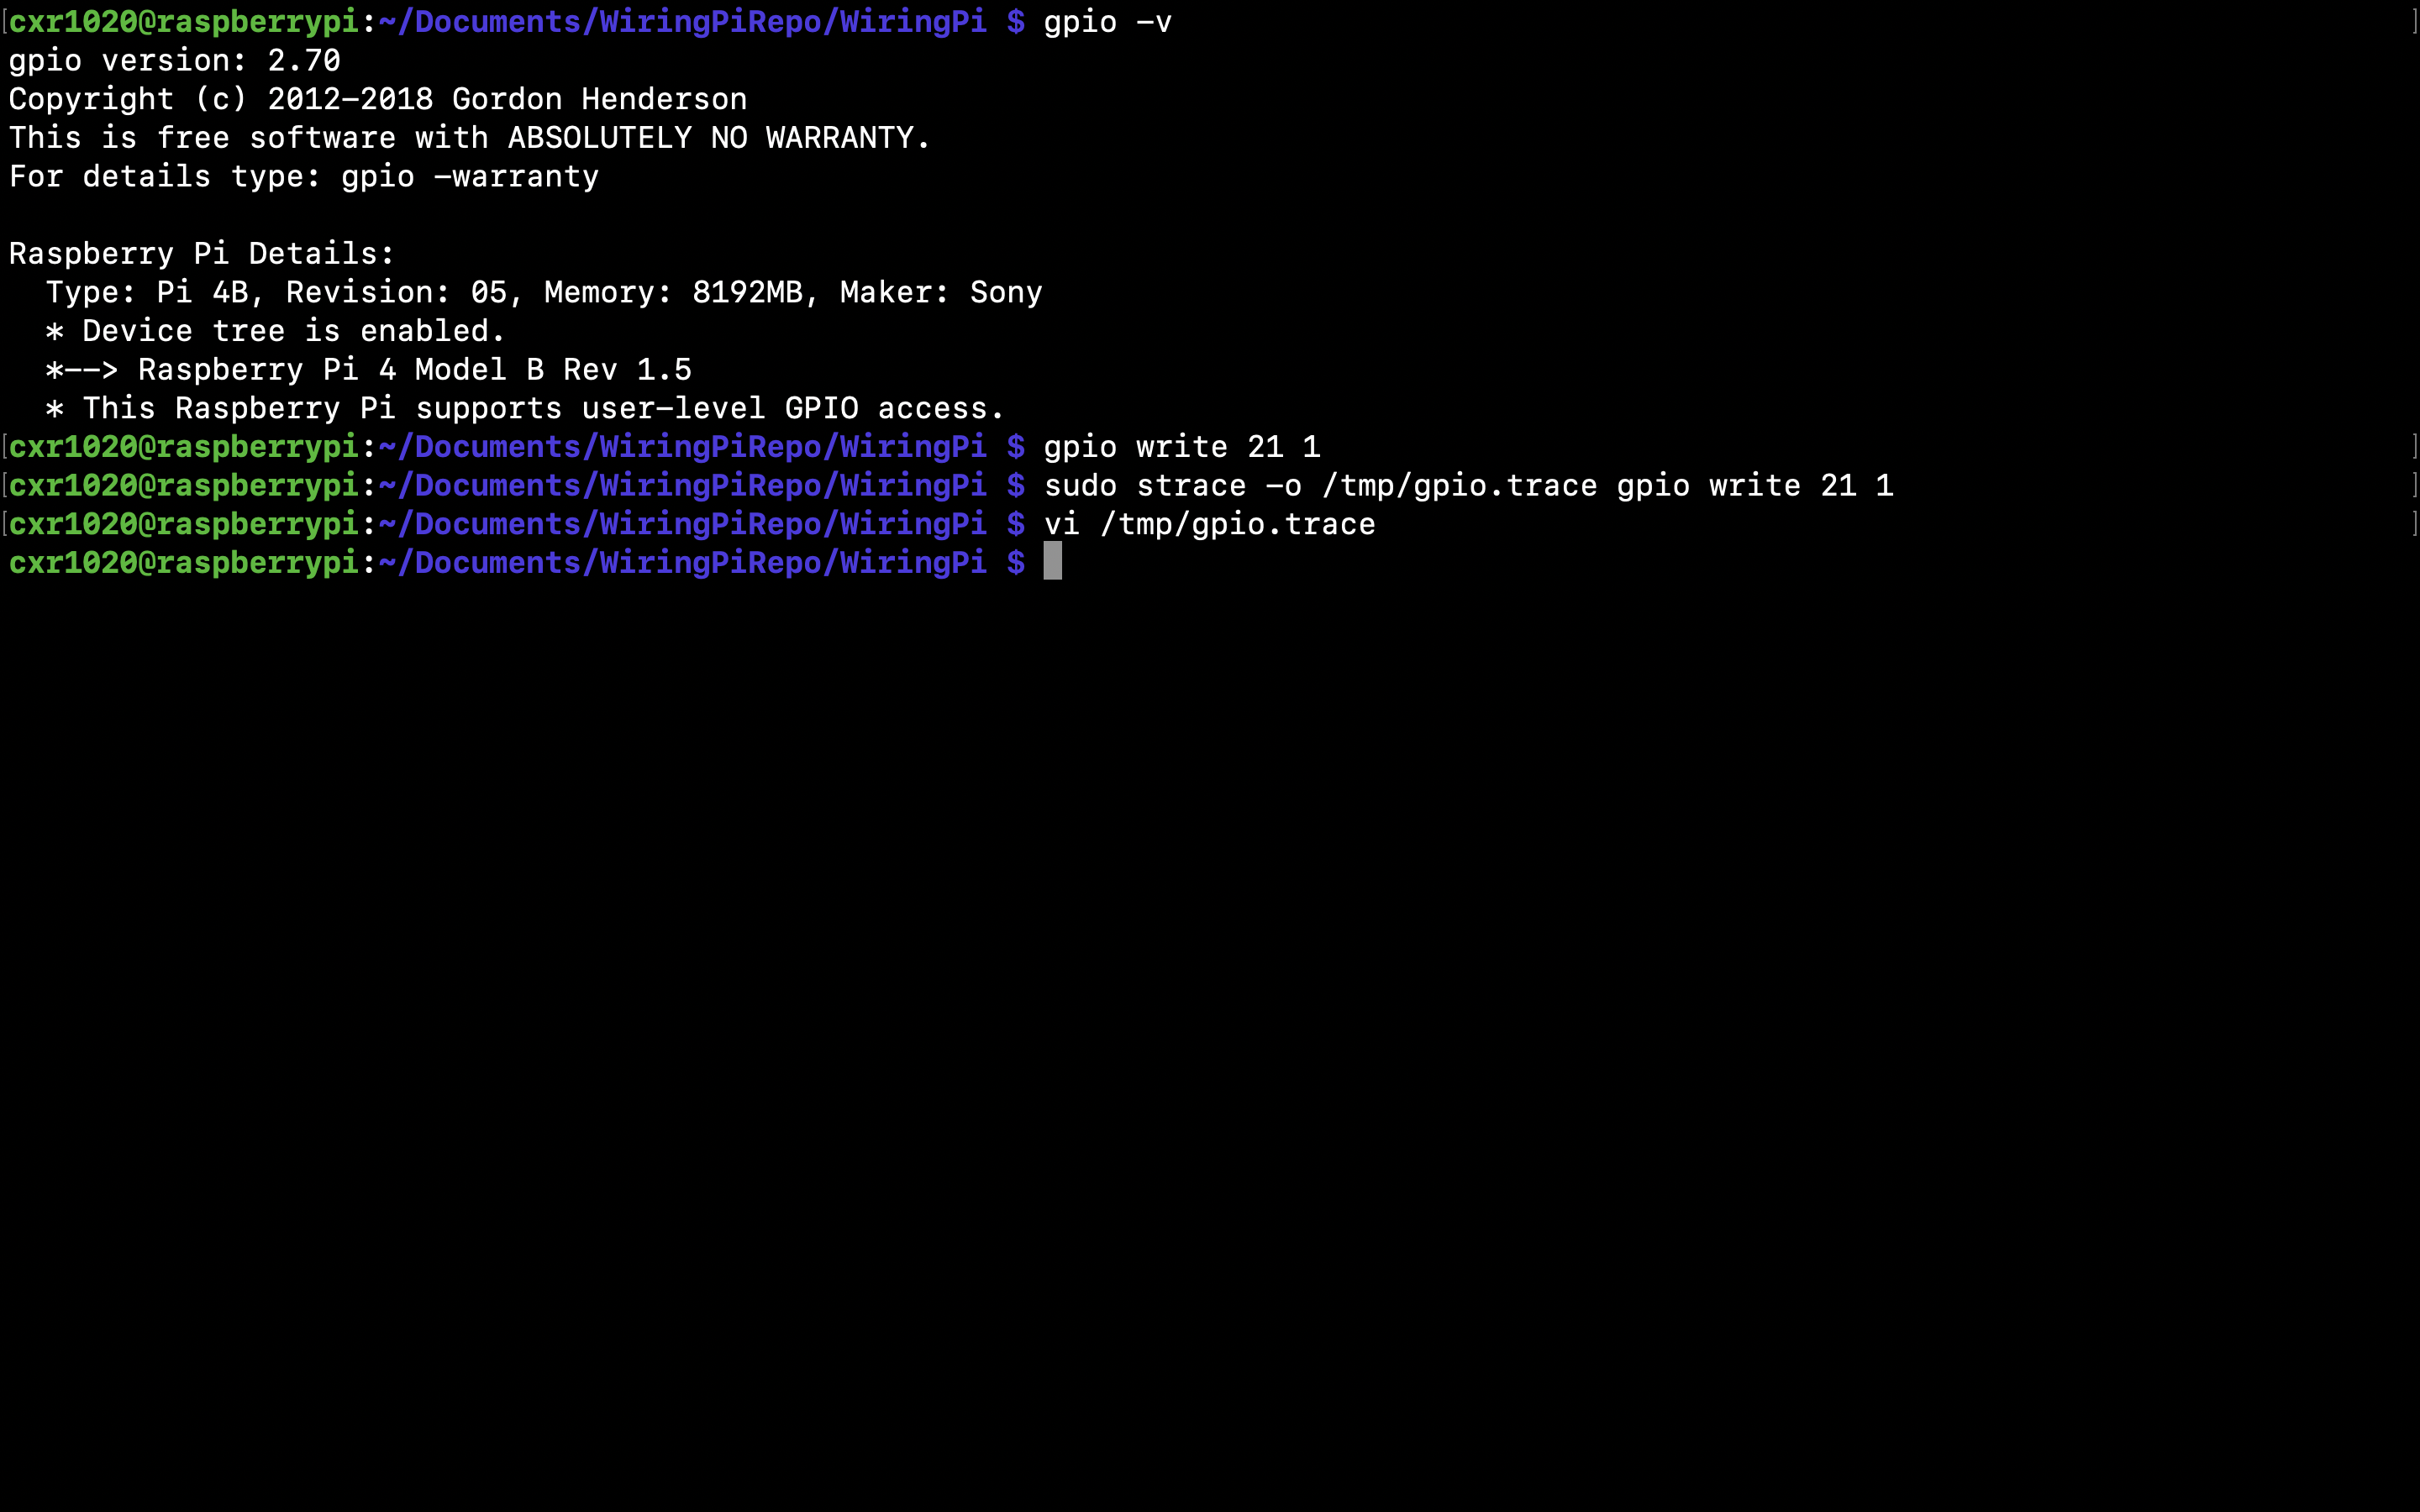 [cxr1020@raspberrypi:~/Documents/WiringPiRepo/WiringPi $ gpio -v ]
gpio version: 2.70
Copyright (c) 2012-2018 Gordon Henderson
This is free software with ABSOLUTELY NO WARRANTY.
For details type: gpio -warranty

Raspberry Pi Details:
  Type: Pi 4B, Revision: 05, Memory: 8192MB, Maker: Sony
  * Device tree is enabled.
  *--> Raspberry Pi 4 Model B Rev 1.5
  * This Raspberry Pi supports user-level GPIO access.
[cxr1020@raspberrypi:~/Documents/WiringPiRepo/WiringPi $ gpio write 21 1 ]
[cxr1020@raspberrypi:~/Documents/WiringPiRepo/WiringPi $ sudo strace -o /tmp/gpio.trace gpio write 21 1 ]
[cxr1020@raspberrypi:~/Documents/WiringPiRepo/WiringPi $ vi /tmp/gpio.trace ]
cxr1020@raspberrypi:~/Documents/WiringPiRepo/WiringPi $